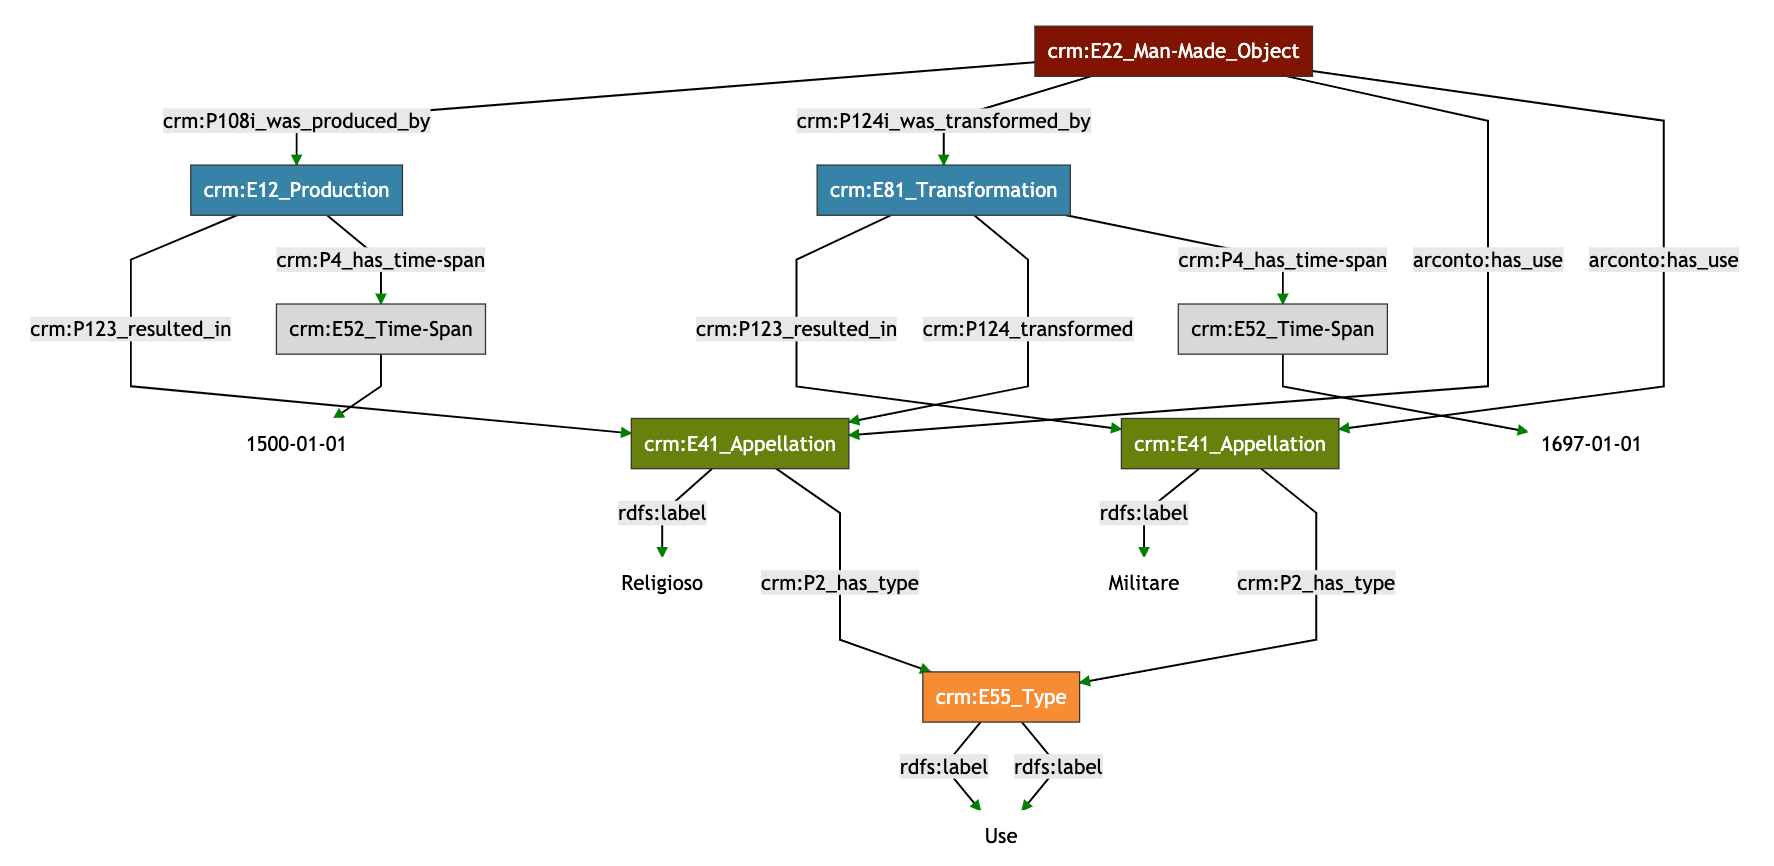 crm:E22_Man-Made_Object
crm:P108i_was_produced_by
crm:P124i_was_transformed_by
crm:E12_Production
crm:E81_Transformation
crm:P4_has_time-span
crm:P4_has_time-span
arconto:has_use
arconto:has_use
crm:P123_resulted_in
crm:E52_Time-Span
crm:P123_resulted_in
crm:P124_transformed
crm:E52_Time-Span
1500-01-01
crm:E41_Appellation
crm:E41_Appellation
1697-01-01
rdfs:label
rdfs:label
Religioso
crm:P2_has_type
Militare
crm:P2_has_type
crm:E55_Type
rdfs:label
rdfs:label
Use